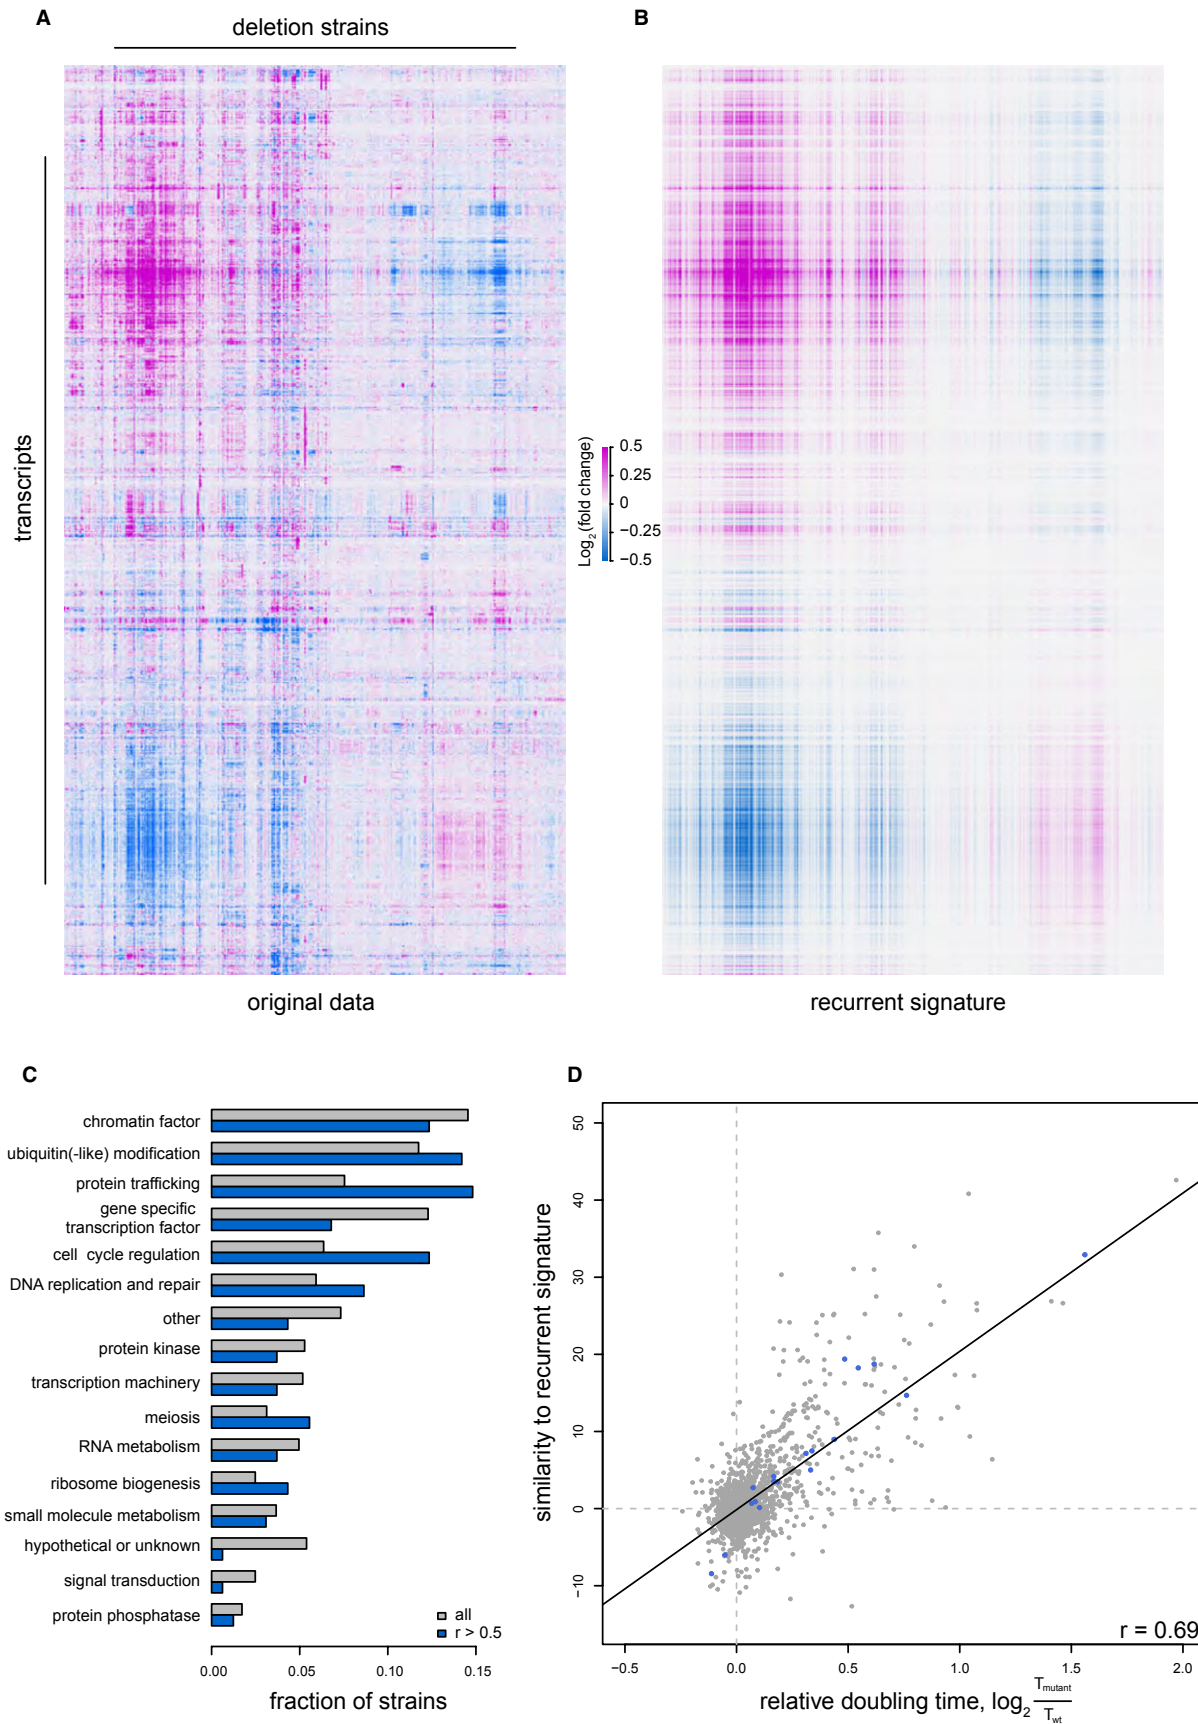 A
deletion strains
B
transcripts
Log2 (fold change)
0.5
0.25
0
−0.25
−0.5
original data
recurrent signature
C
chromatin factor
ubiquitin(-like) modification
protein trafficking
gene specific
transcription factor
cell cycle regulation
DNA replication and repair
other
protein kinase
transcription machinery
meiosis
RNA metabolism
ribosome biogenesis
small molecule metabolism
hypothetical or unknown
signal transduction
protein phosphatase
all
r > 0.5
0.00
0.05
0.10
0.15
fraction of strains
D
similarity to recurrent signature
50
40
30
20
10
0
−10
r = 0.69
−0.5
0.0
0.5
1.0
1.5
2.0
relative doubling time, log2 Tmutant
Twt